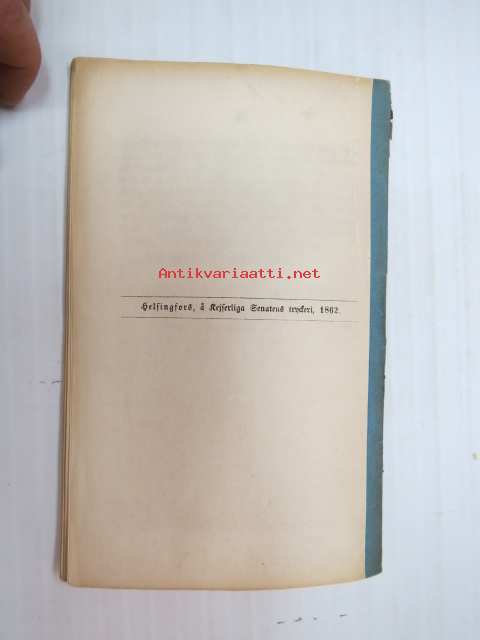 Antikvariaatti.net
Helsingfors, å Kejserliga Senatens tryckeri, 1862.